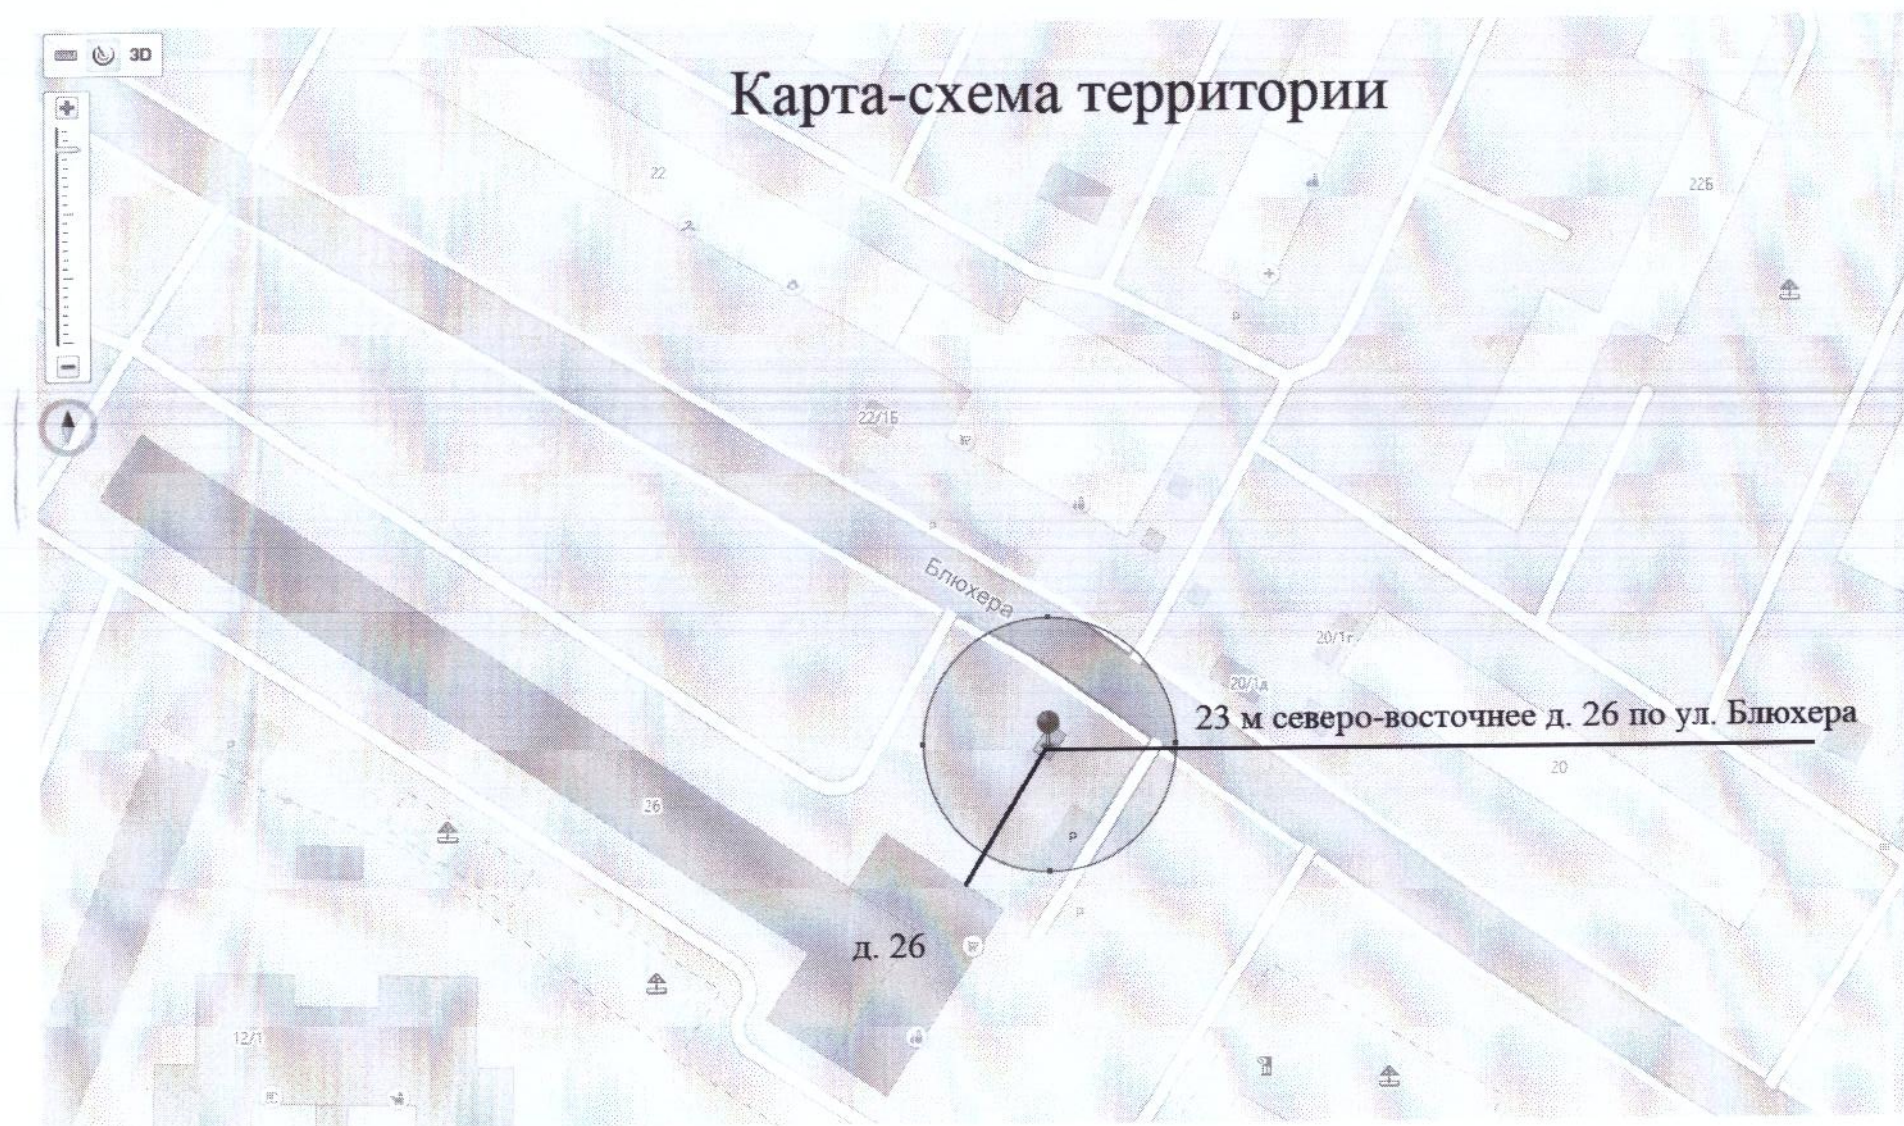 3D
Карта-схема территории
22
22Б
22/1Б
Блюхера
20/1г
20/1д
23 м северо-восточнее д. 26 по ул. Блюхера
20
P
P
P
P
P
26
д. 26
12/1